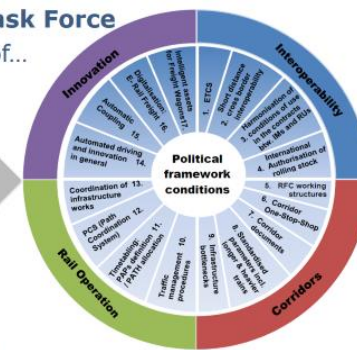 ask Force
of...
Innovation
Interoperability
Corridors
Rail Operation
Political
framework
conditions
1. ETCS
Short distance
2. cross border
interoperability
Harmonisation of
3. conditions of use
in the contracts
btw. IMs and RUs
International
4. Authorisation of
rolling stock
5. RFC working
structures
6. Corridor
One-Stop-Shop
7. Corridor
documents
8. Standardised
parameters incl.
longer & heavier
trains
9. Infrastructure
bottlenecks
Traffic 10.
management
procedures
Timetabling: 11.
PAPs definition
/ PATH allocation
PCS (Path 12.
Coordination
System)
Coordination of 13.
infrastructure
works
Automated driving
and innovation 14.
in general
Automatic 15.
Coupling
Digitalisation: 16.
E- Rail Freight
Intelligent assets
for Freight Wagons 17.